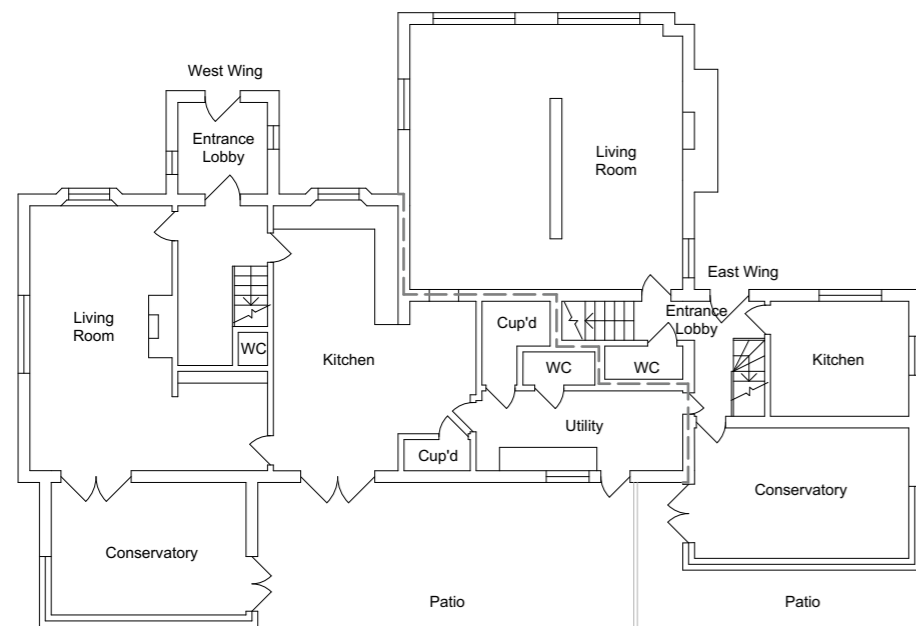 West Wing
Entrance
Lobby
Living
Room
East Wing
Living
Room
WC
Kitchen
Cup'd
WC
Entrance
Lobby
WC
Kitchen
Utility
Cup'd
Conservatory
Conservatory
Patio
Patio